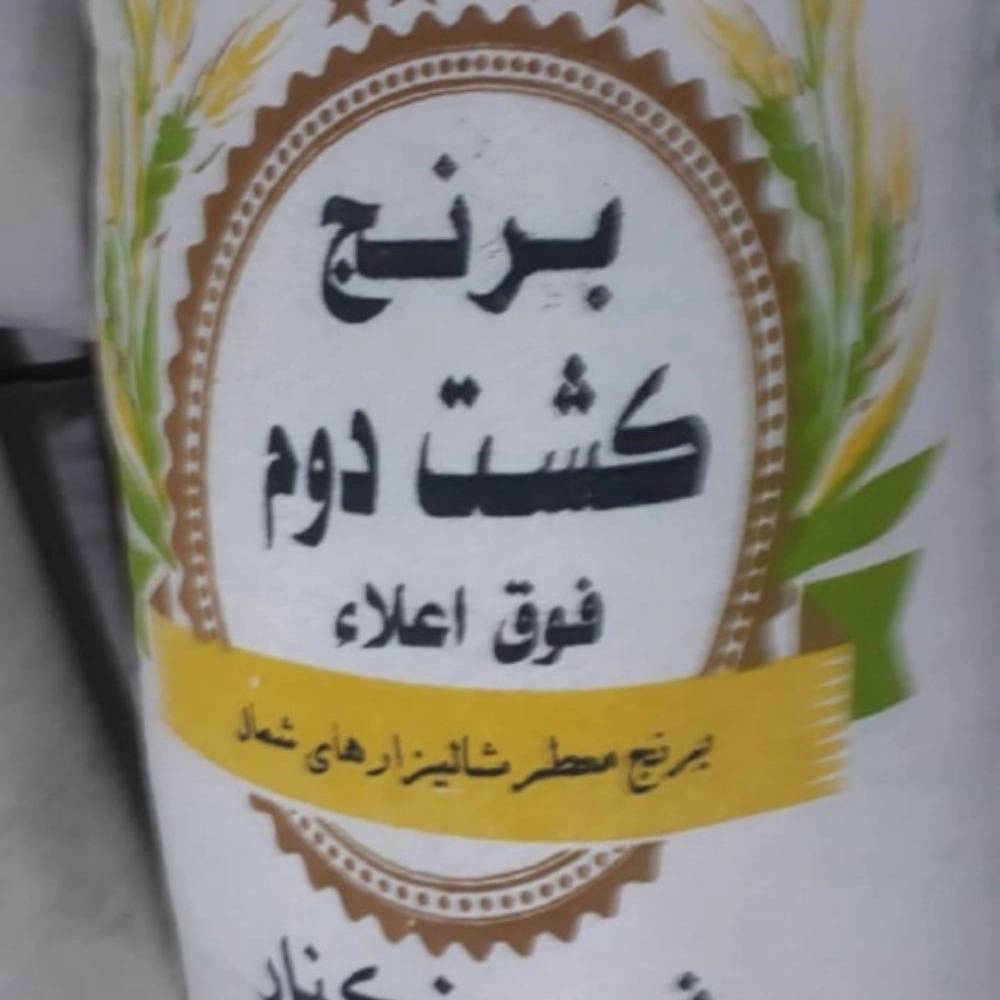 برنج
کشت دوم
فوق اعلاء
برنج معطر شالیزارهای شمال